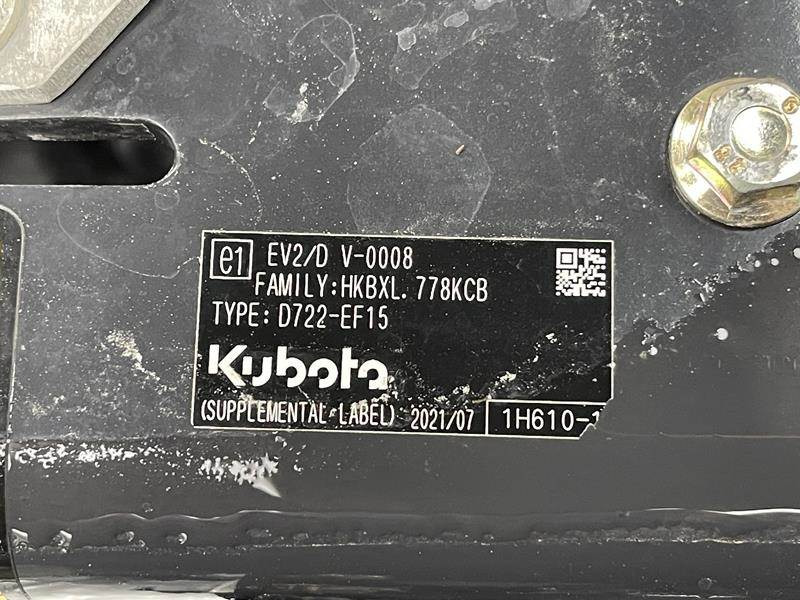 e1 EV2/D V-0008
FAMILY:HKBXL.778KCB
TYPE: D722-EF15
Kubota
(SUPPLEMENTAL LABEL) 2021/07 1H610-